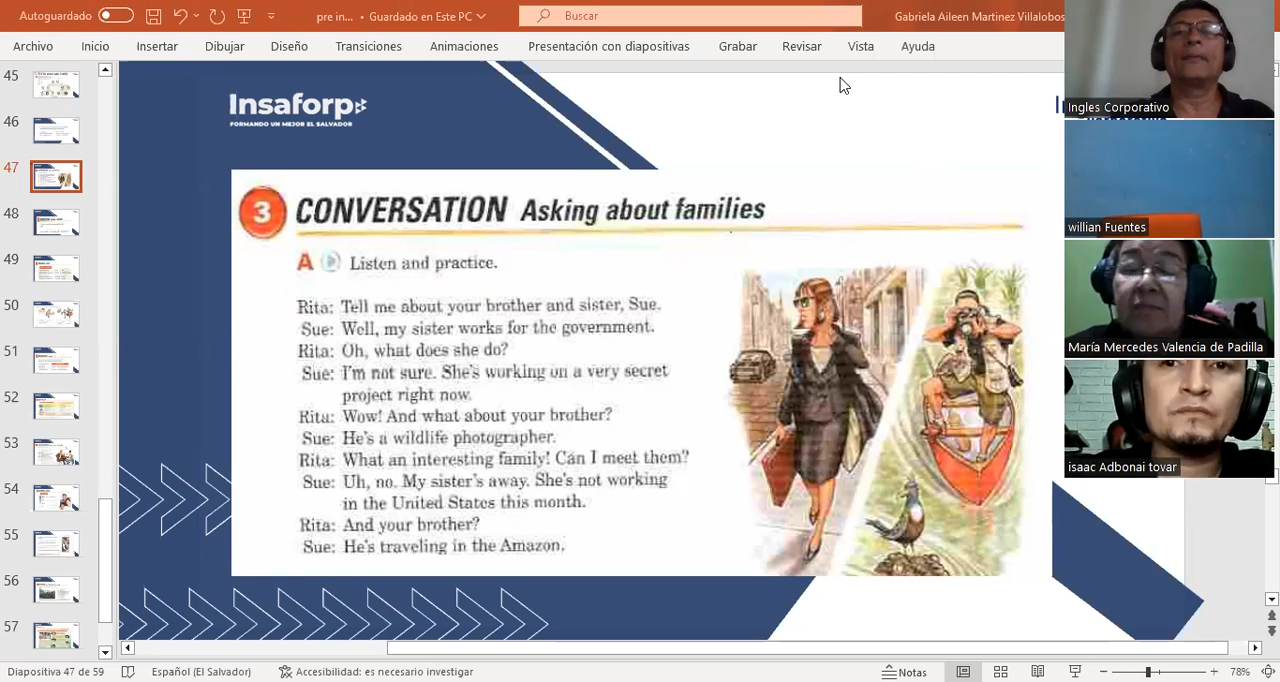 Autoguardado
pre in... • Guardado en Este PC
Buscar
Gabriela Aileen Martinez Villalobos
Archivo Inicio Insertar Dibujar Diseño Transiciones Animaciones Presentación con diapositivas Grabar Revisar Vista Ayuda
45
46
47
48
49
50
51
52
53
54
55
56
57
Insaforp
FORMANDO UN MEJOR EL SALVADOR
3 CONVERSATION Asking about families
A Listen and practice.
Rita: Tell me about your brother and sister, Sue.
Sue: Well, my sister works for the government.
Rita: Oh, what does she do?
Sue: I'm not sure. She's working on a very secret
project right now.
Rita: Wow! And what about your brother?
Sue: He's a wildlife photographer.
Rita: What an interesting family! Can I meet them?
Sue: Uh, no. My sister's away. She's not working
in the United States this month.
Rita: And your brother?
Sue: He's traveling in the Amazon.
Ingles Corporativo
willian Fuentes
María Mercedes Valencia de Padilla
isaac Adbonai tovar
Diapositiva 47 de 59
Español (El Salvador)
Accesibilidad: es necesario investigar
Notas
78%